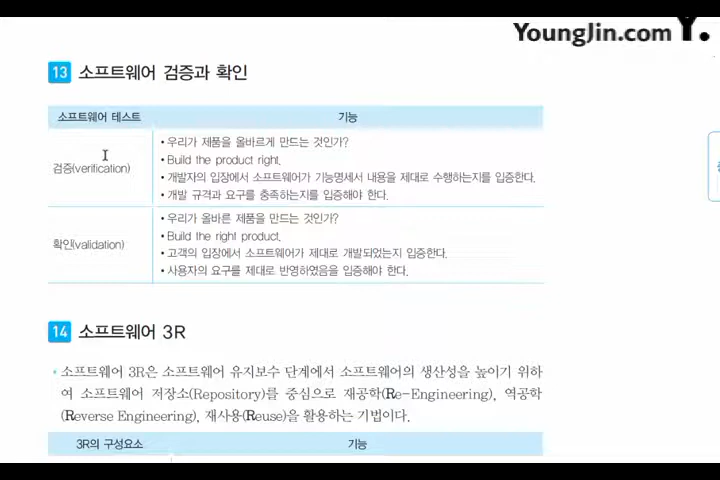 YoungJin.com Y.
13 소프트웨어 검증과 확인
소프트웨어 테스트 기능
검증(verification)
• 우리가 제품을 올바르게 만드는 것인가?
• Build the product right.
• 개발자의 입장에서 소프트웨어가 기능명세서 내용을 제대로 수행하는지를 입증한다.
• 개발 규격과 요구를 충족하는지를 입증해야 한다.
확인(validation)
• 우리가 올바른 제품을 만드는 것인가?
• Build the right product.
• 고객의 입장에서 소프트웨어가 제대로 개발되었는지 입증한다.
• 사용자의 요구를 제대로 반영하였음을 입증해야 한다.
14 소프트웨어 3R
• 소프트웨어 3R은 소프트웨어 유지보수 단계에서 소프트웨어의 생산성을 높이기 위하
여 소프트웨어 저장소(Repository)를 중심으로 재공학(Re-Engineering), 역공학
(Reverse Engineering), 재사용(Reuse)을 활용하는 기법이다.
3R의 구성요소 기능